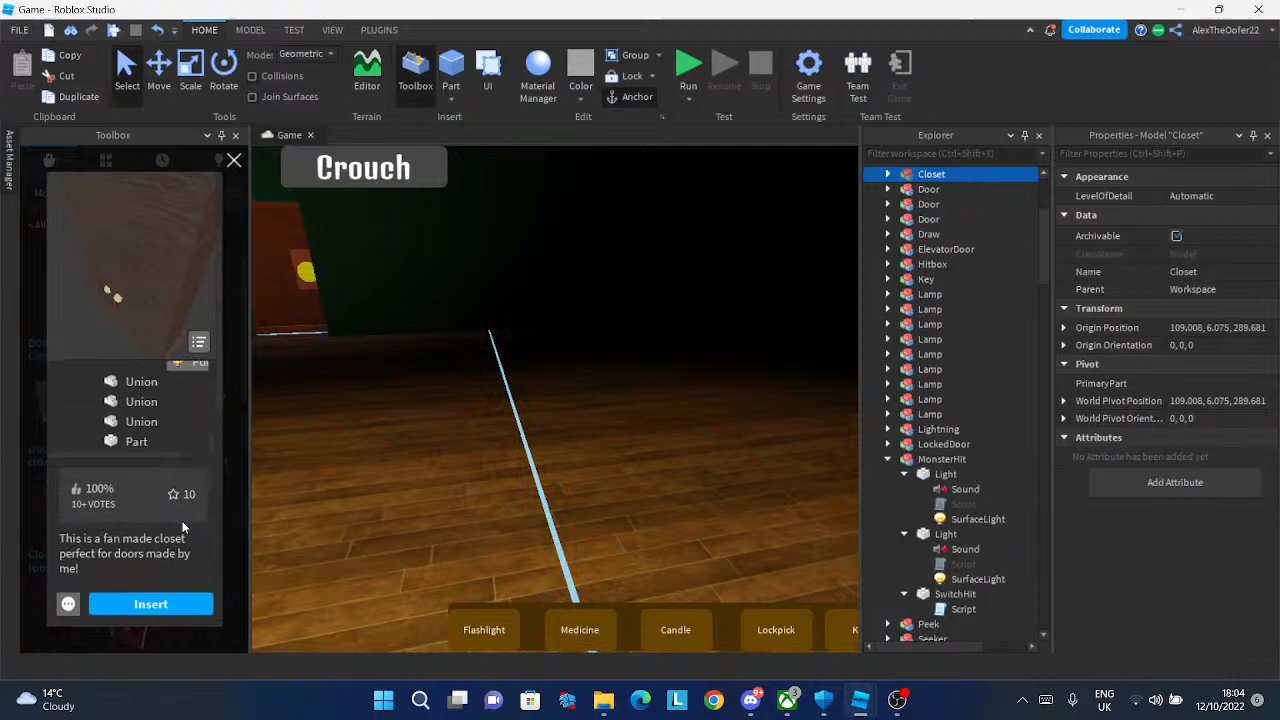 Game - Roblox Studio
FILE HOME MODEL TEST VIEW PLUGINS Collaborate AlexTheOofer22
Paste Copy Cut Duplicate
Select Move Scale Rotate
Mode: Geometric
Collisions
Join Surfaces
Editor Toolbox Part UI
Material Manager
Color
Group
Lock
Anchor
Run Resume Stop
Game Settings
Team Test
Exit Game
Clipboard Tools Terrain Insert Edit Test Settings Team Test
Asset Manager
Toolbox
Union
Union
Union
Part
100%
10+ VOTES
10
This is a fan made closet
perfect for doors made by
me!
Insert
Game
Crouch
Flashlight Medicine Candle Lockpick K
Explorer
Filter workspace (Ctrl+Shift+X)
Closet
Door
Door
Door
Draw
ElevatorDoor
Hitbox
Key
Lamp
Lamp
Lamp
Lamp
Lamp
Lamp
Lamp
Lamp
Lamp
Lightning
LockedDoor
MonsterHit
Light
Sound
Script
SurfaceLight
Light
Sound
Script
SurfaceLight
SwitchHit
Script
Peek
Seeker
Properties - Model "Closet"
Filter Properties (Ctrl+Shift+P)
Appearance
LevelOfDetail Automatic
Data
Archivable
ClassName Model
Name Closet
Parent Workspace
Transform
Origin Position 109.008, 6.075, 289.681
Origin Orientation 0, 0, 0
Pivot
PrimaryPart
World Pivot Position 109.008, 6.075, 289.681
World Pivot Orient... 0, 0, 0
Attributes
No Attribute has been added yet
Add Attribute
14°C
Cloudy
9+
3
ENG
UK
18:04
12/10/2022
6